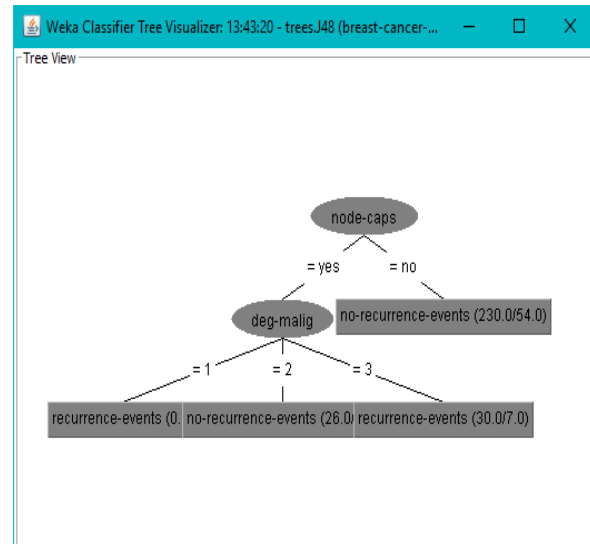 Weka Classifier Tree Visualizer: 13:43:20 - trees.J48 (breast-cancer-...
Tree View
node-caps
= yes
= no
deg-malig
no-recurrence-events (230.0/54.0)
= 1
= 2
= 3
recurrence-events (0.
no-recurrence-events (26.0/
recurrence-events (30.0/7.0)